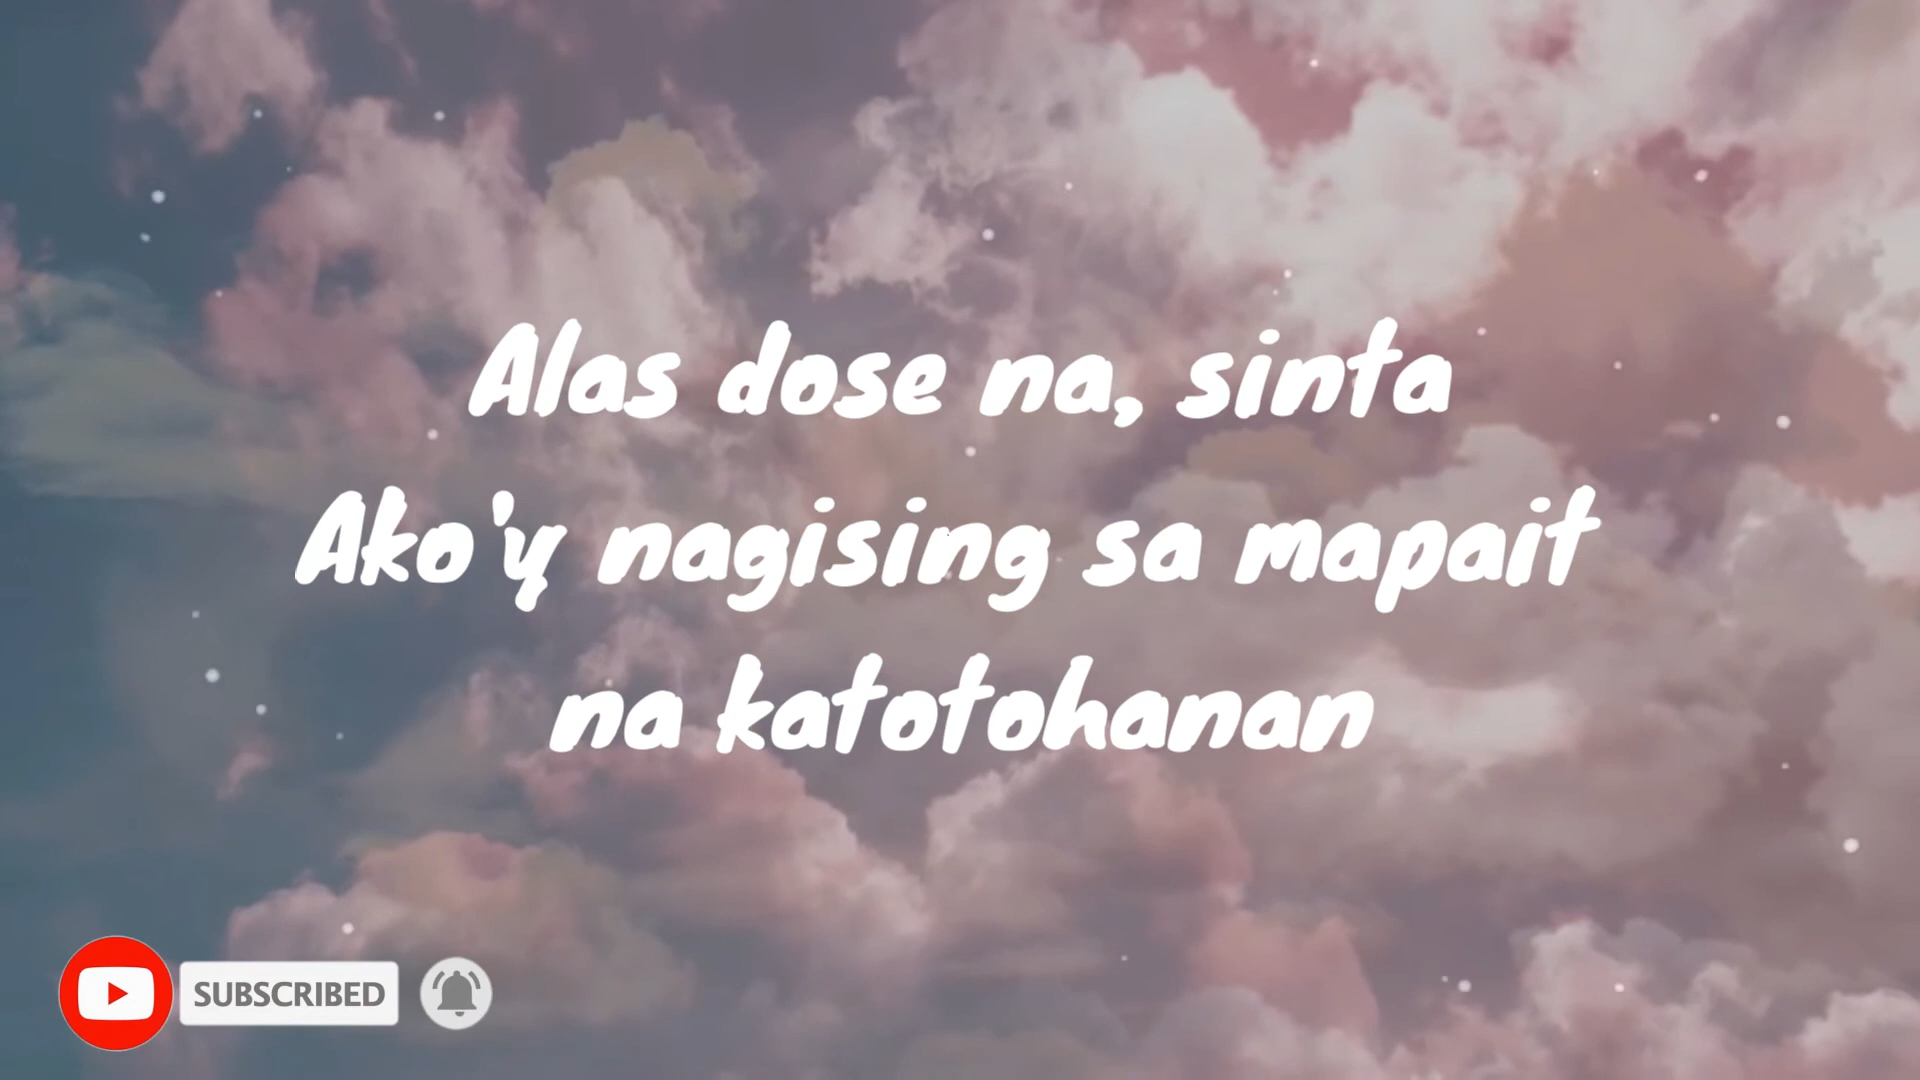 Alas dose na, sinta
Ako'y nagising sa mapait
na katotohanan
SUBSCRIBED